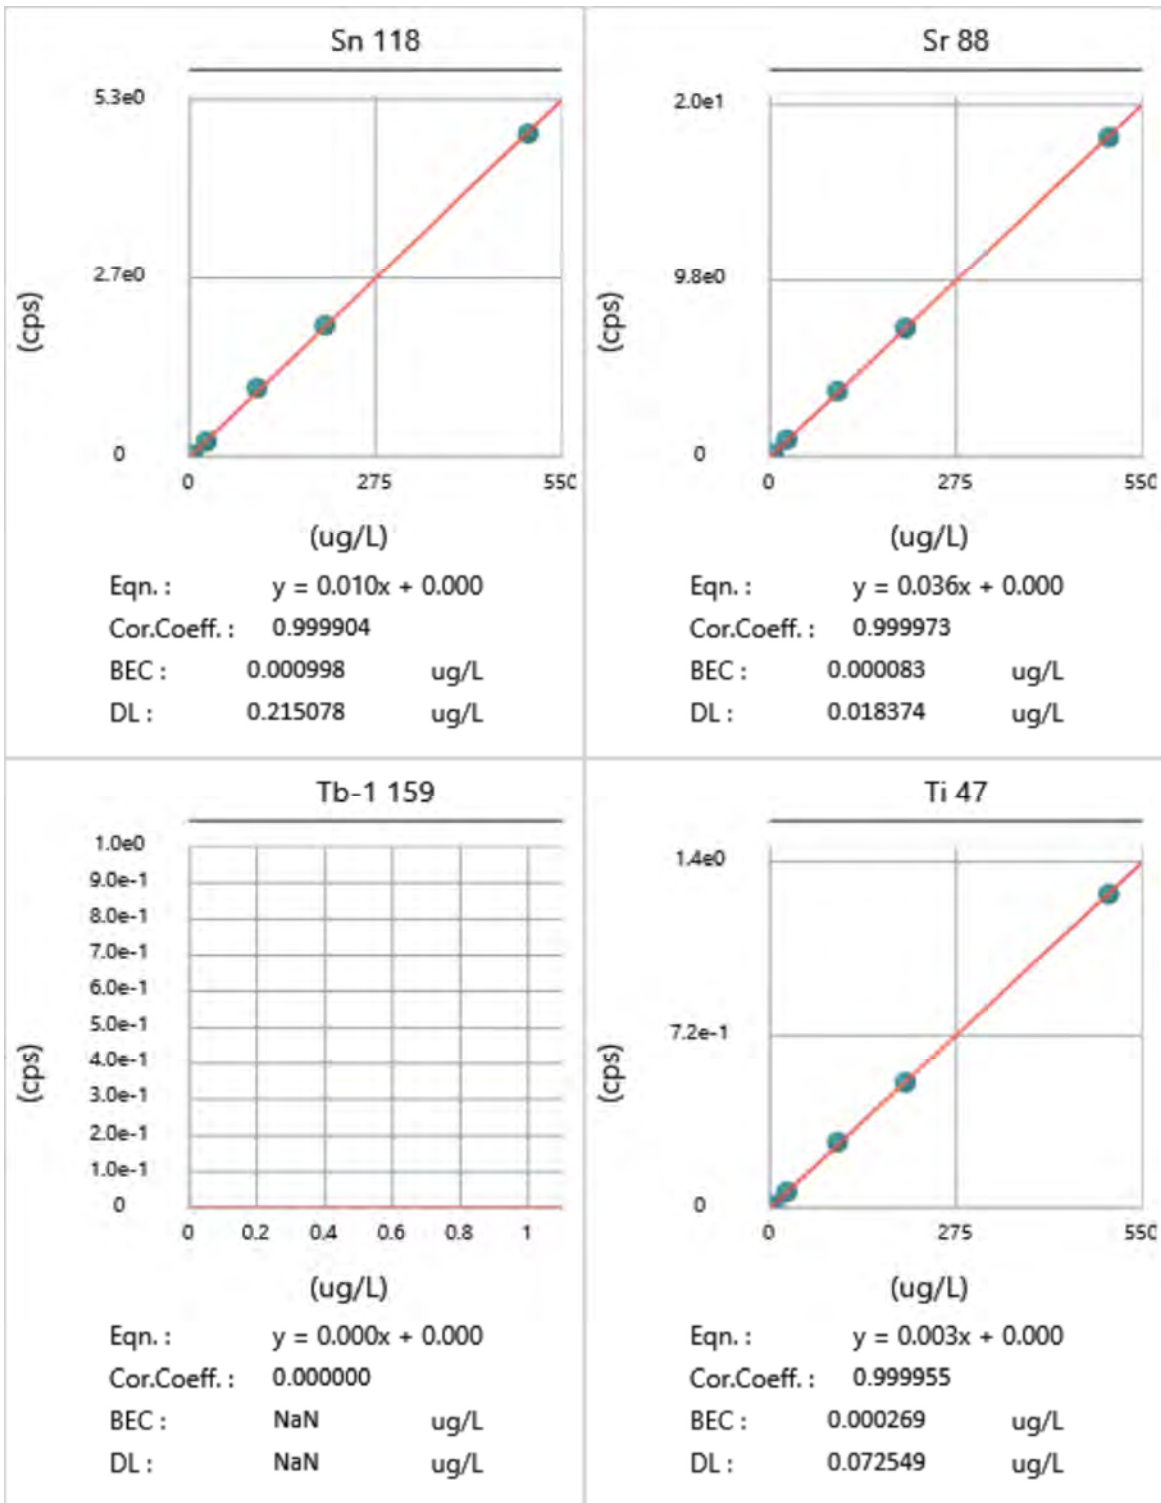 Sn 118
5.3e0
2.7e0
0
(cps)
0 275 550
(ug/L)
Eqn. : y = 0.010x + 0.000
Cor.Coeff. : 0.999904
BEC : 0.000998 ug/L
DL : 0.215078 ug/L
Sr 88
2.0e1
9.8e0
0
(cps)
0 275 550
(ug/L)
Eqn. : y = 0.036x + 0.000
Cor.Coeff. : 0.999973
BEC : 0.000083 ug/L
DL : 0.018374 ug/L
Tb-1 159
1.0e0
9.0e-1
8.0e-1
7.0e-1
6.0e-1
5.0e-1
4.0e-1
3.0e-1
2.0e-1
1.0e-1
0
(cps)
0 0.2 0.4 0.6 0.8 1
(ug/L)
Eqn. : y = 0.000x + 0.000
Cor.Coeff. : 0.000000
BEC : NaN ug/L
DL : NaN ug/L
Ti 47
1.4e0
7.2e-1
0
(cps)
0 275 550
(ug/L)
Eqn. : y = 0.003x + 0.000
Cor.Coeff. : 0.999955
BEC : 0.000269 ug/L
DL : 0.072549 ug/L